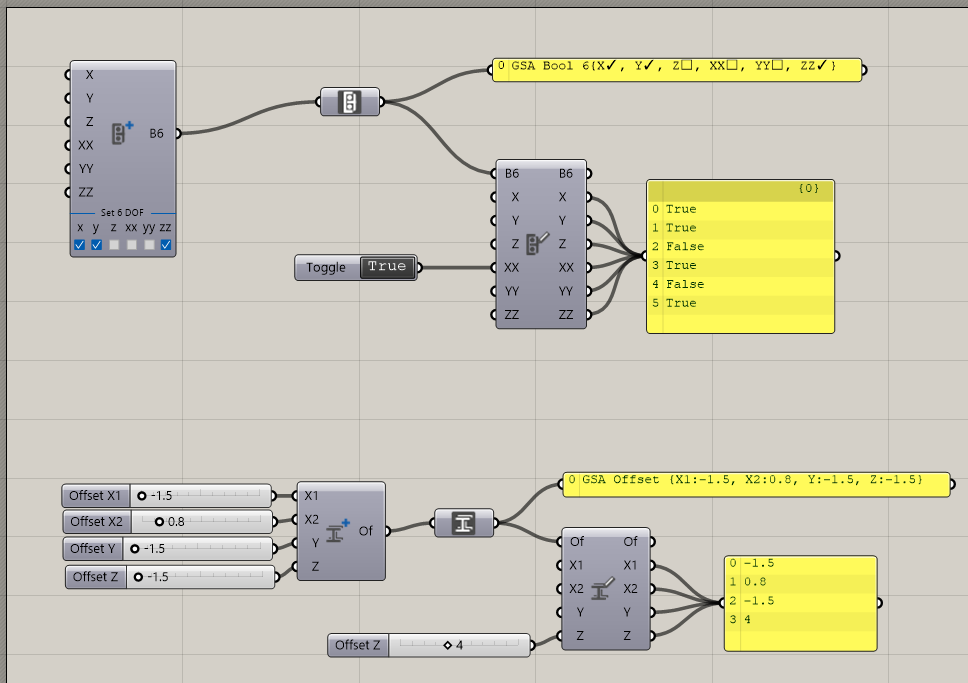 X
Y
Z
XX
YY
ZZ
B6
Set 6 DOF
x y z xx yy zz
0 GSA Bool 6{X✓, Y✓, Z☐, XX☐, YY☐, ZZ✓}
B6 B6
X X
Y Y
Z Z
XX XX
YY YY
ZZ ZZ
Toggle True
{0}
0 True
1 True
2 False
3 True
4 False
5 True
Offset X1 -1.5
Offset X2 0.8
Offset Y -1.5
Offset Z -1.5
X1
X2
Y
Z
Of
0 GSA Offset {X1:-1.5, X2:0.8, Y:-1.5, Z:-1.5}
Of Of
X1 X1
X2 X2
Y Y
Z Z
Offset Z 4
0 -1.5
1 0.8
2 -1.5
3 4